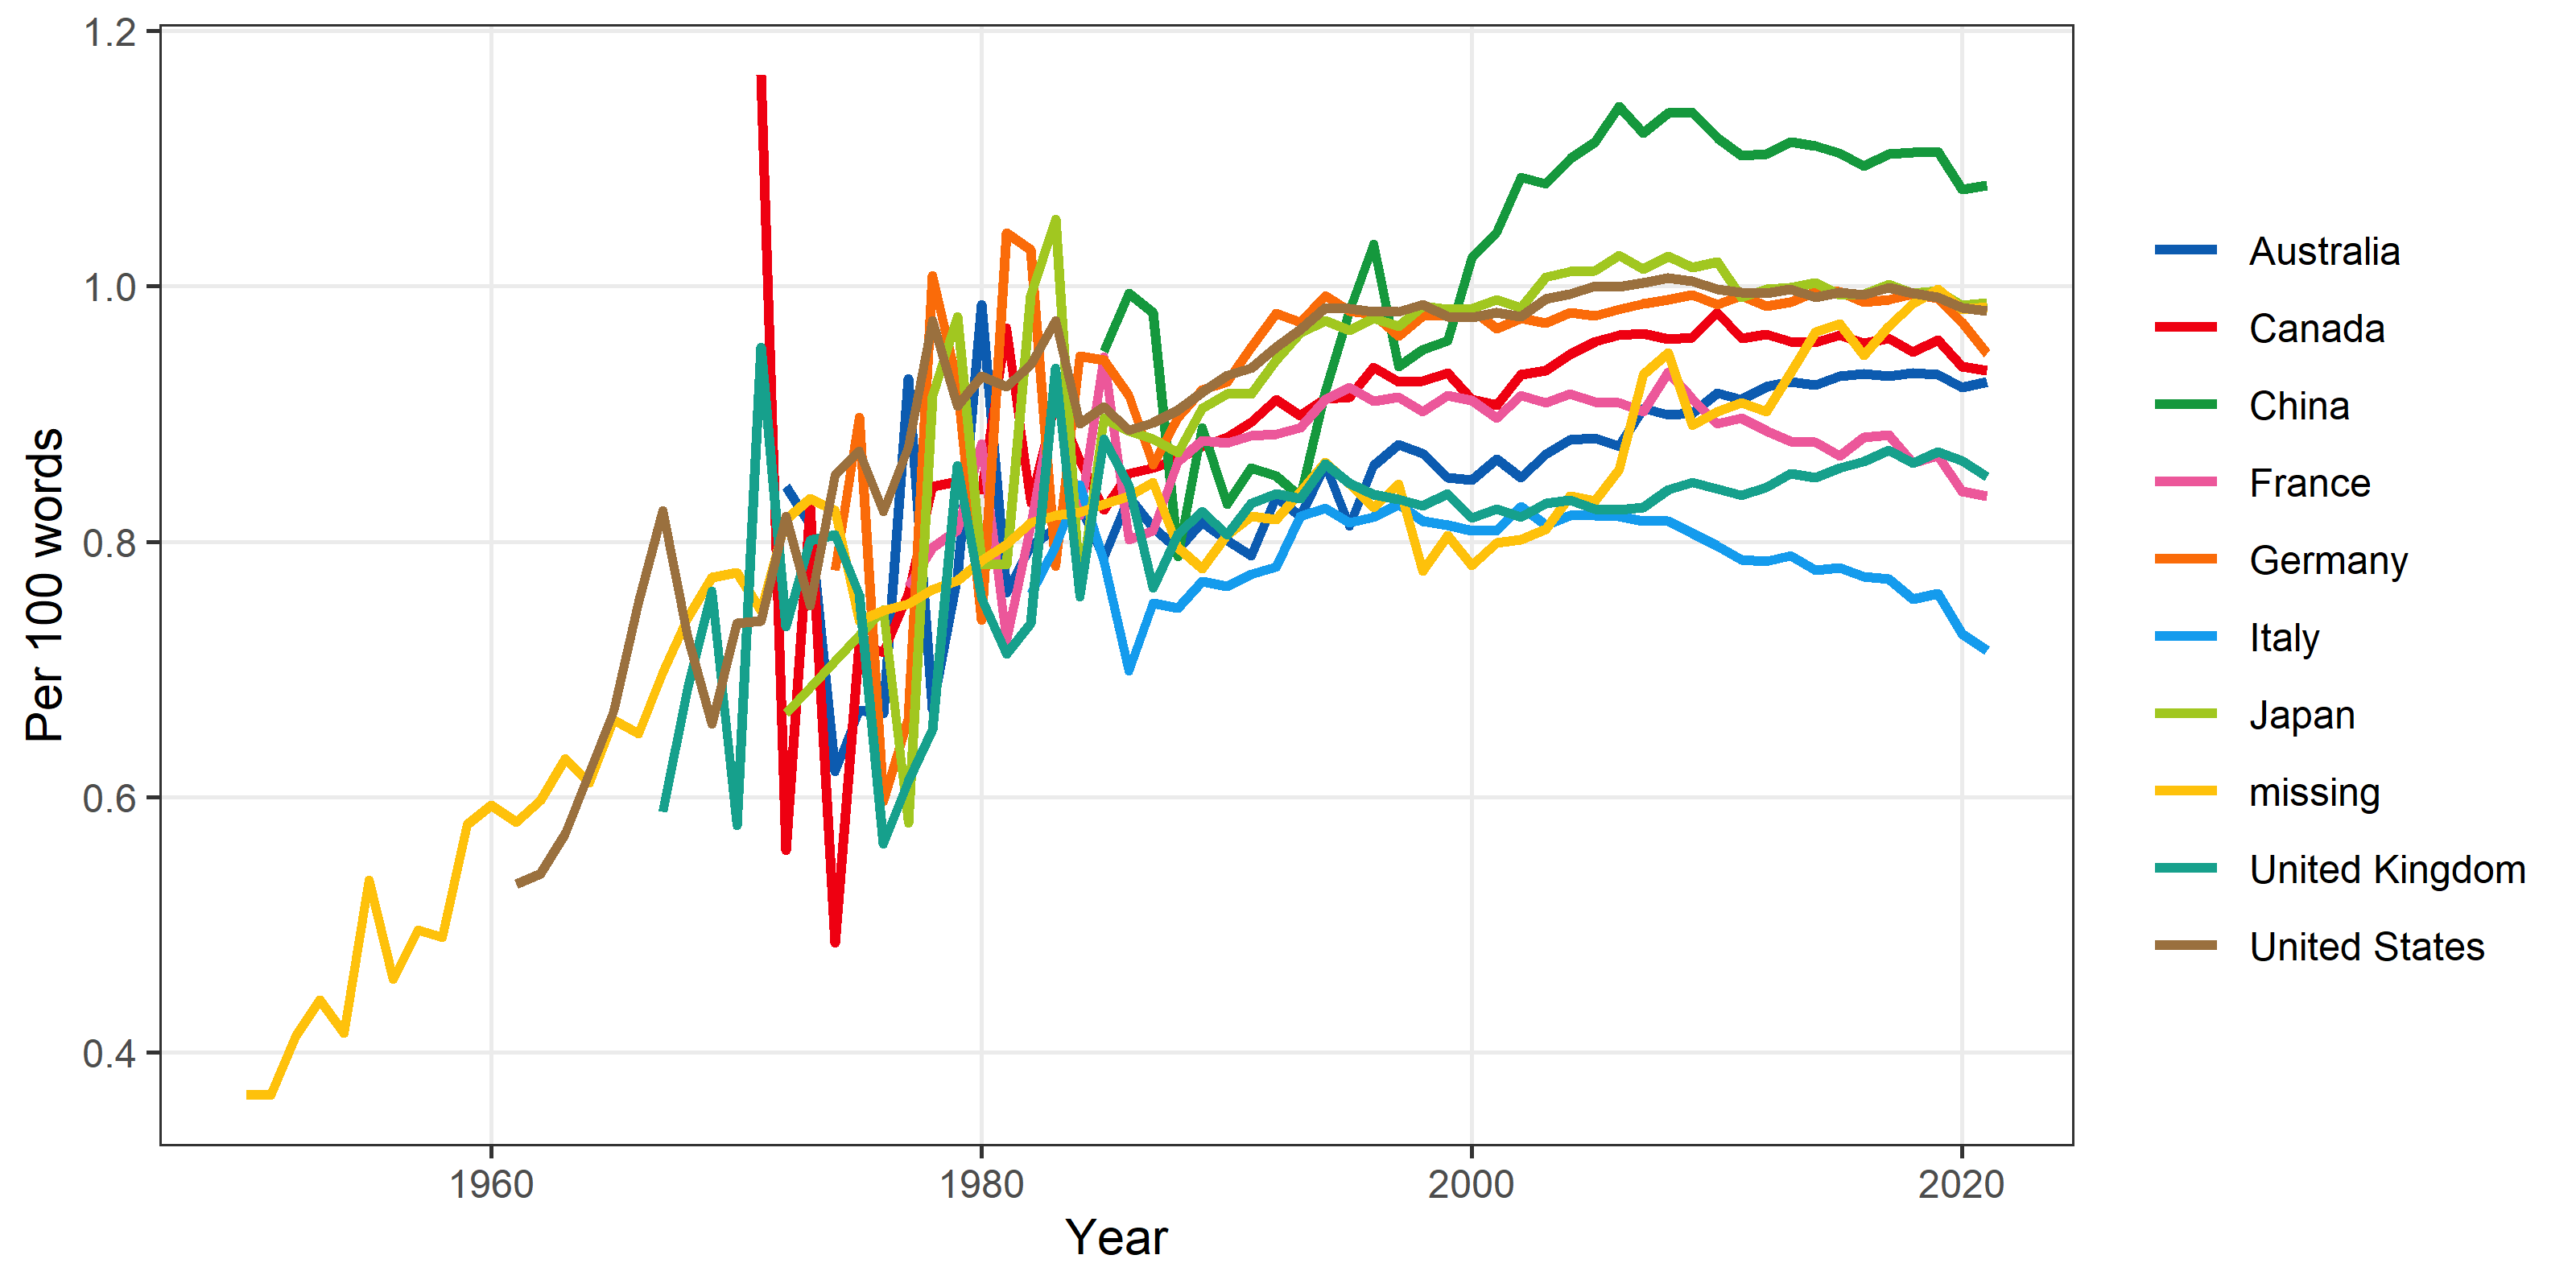 1.2
1.0
0.8
0.6
0.4
Per 100 words
1960
1980
2000
2020
Year
Australia
Canada
China
France
Germany
Italy
Japan
missing
United Kingdom
United States